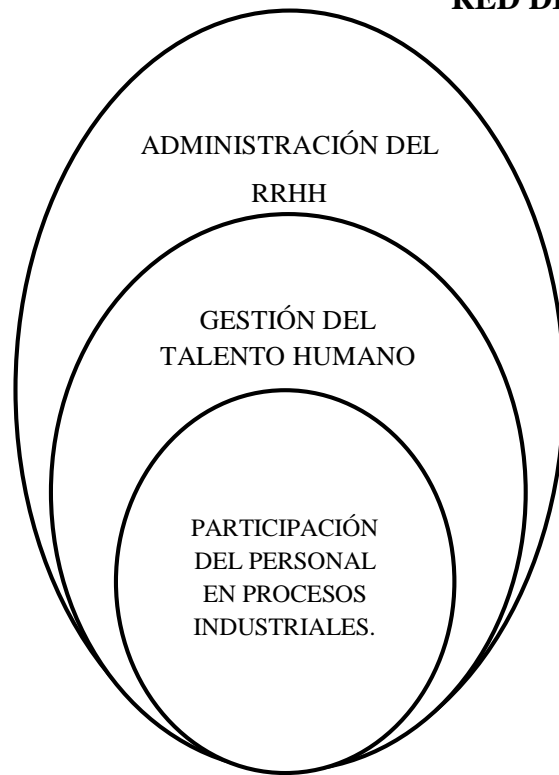 RED
ADMINISTRACIÓN DEL
RRHH
GESTIÓN DEL
TALENTO HUMANO
PARTICIPACIÓN
DEL PERSONAL
EN PROCESOS
INDUSTRIALES.